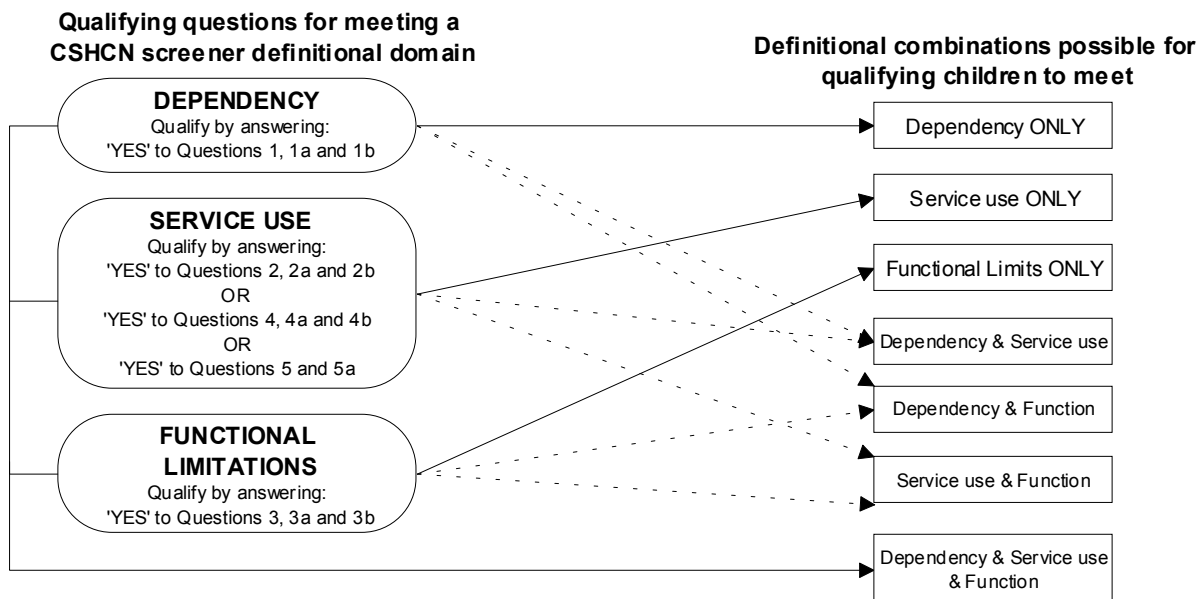 Qualifying questions for meeting a
CSHCN screener definitional domain
DEPENDENCY
Qualify by answering:
'YES' to Questions 1, 1a and 1b
SERVICE USE
Qualify by answering:
'YES' to Questions 2, 2a and 2b
OR
'YES' to Questions 4, 4a and 4b
OR
'YES' to Questions 5 and 5a
FUNCTIONAL
LIMITATIONS
Qualify by answering:
'YES' to Questions 3, 3a and 3b
Definitional combinations possible for
qualifying children to meet
Dependency ONLY
Service use ONLY
Functional Limits ONLY
Dependency & Service use
Dependency & Function
Service use & Function
Dependency & Service use
& Function